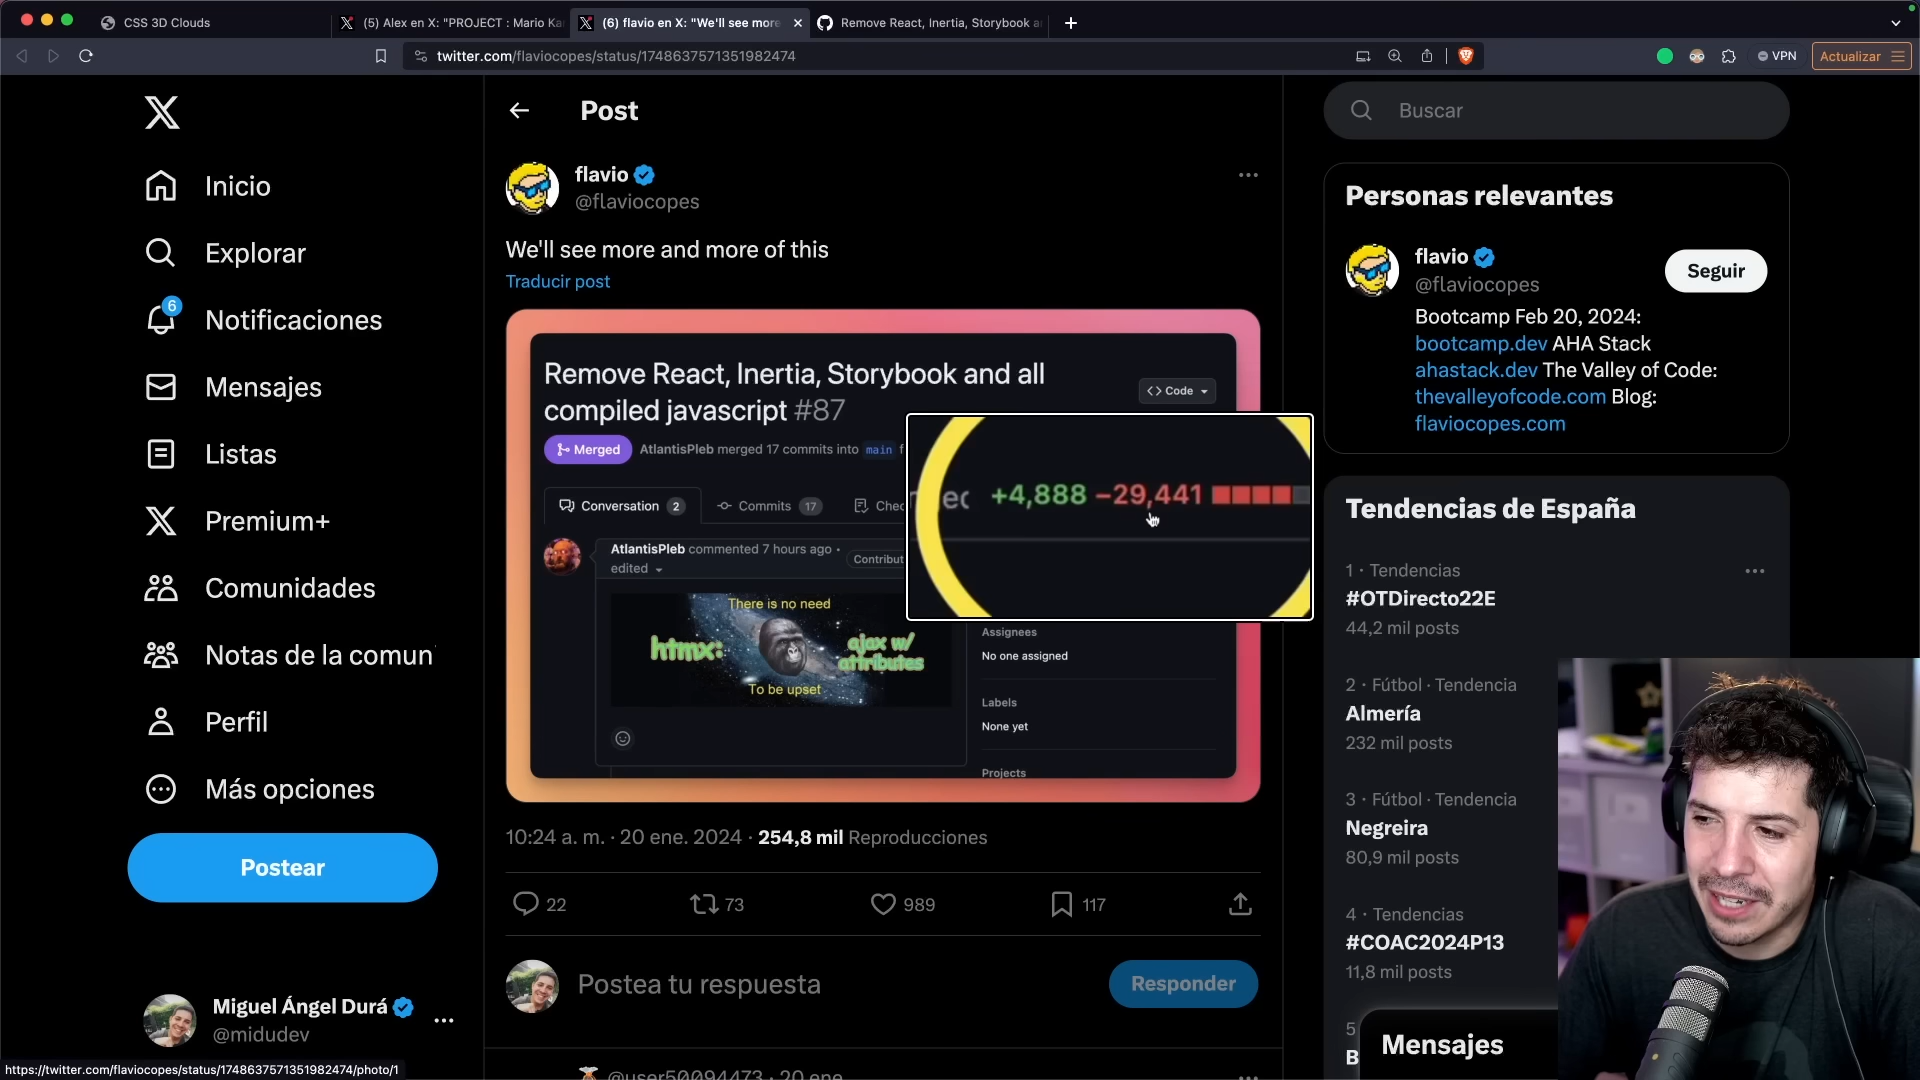 CSS 3D Clouds
(5) Alex en X: "PROJECT : Mario Ka
(6) flavio en X: "We'll see more
Remove React, Inertia, Storybook a
twitter.com/flaviocopes/status/1748637571351982474
VPN
Actualizar
Inicio
Explorar
6
Notificaciones
Mensajes
Listas
Premium+
Comunidades
Notas de la comun
Perfil
Más opciones
Postear
Miguel Ángel Durá
@midudev
https://twitter.com/flaviocopes/status/1748637571351982474/photo/1
Post
flavio
@flaviocopes
We'll see more and more of this
Traducir post
Remove React, Inertia, Storybook and all
compiled javascript #87
<> Code
Merged AtlantisPleb merged 17 commits into main f
Conversation 2 Commits 17 Chec
+4,888 −29,441
AtlantisPleb commented 7 hours ago •
edited
Contribut
There is no need
htmx:
ajax w/
attributes
To be upset
Assignees
No one assigned
Labels
None yet
Projects
10:24 a. m. · 20 ene. 2024 · 254,8 mil Reproducciones
22 73 989 117
Postea tu respuesta
Responder
@user50094473 · 20 ene.
Buscar
Personas relevantes
flavio
@flaviocopes
Seguir
Bootcamp Feb 20, 2024:
bootcamp.dev AHA Stack
ahastack.dev The Valley of Code:
thevalleyofcode.com Blog:
flaviocopes.com
Tendencias de España
1 · Tendencias
#OTDirecto22E
44,2 mil posts
2 · Fútbol · Tendencia
Almería
232 mil posts
3 · Fútbol · Tendencia
Negreira
80,9 mil posts
4 · Tendencias
#COAC2024P13
11,8 mil posts
5
B
Mensajes